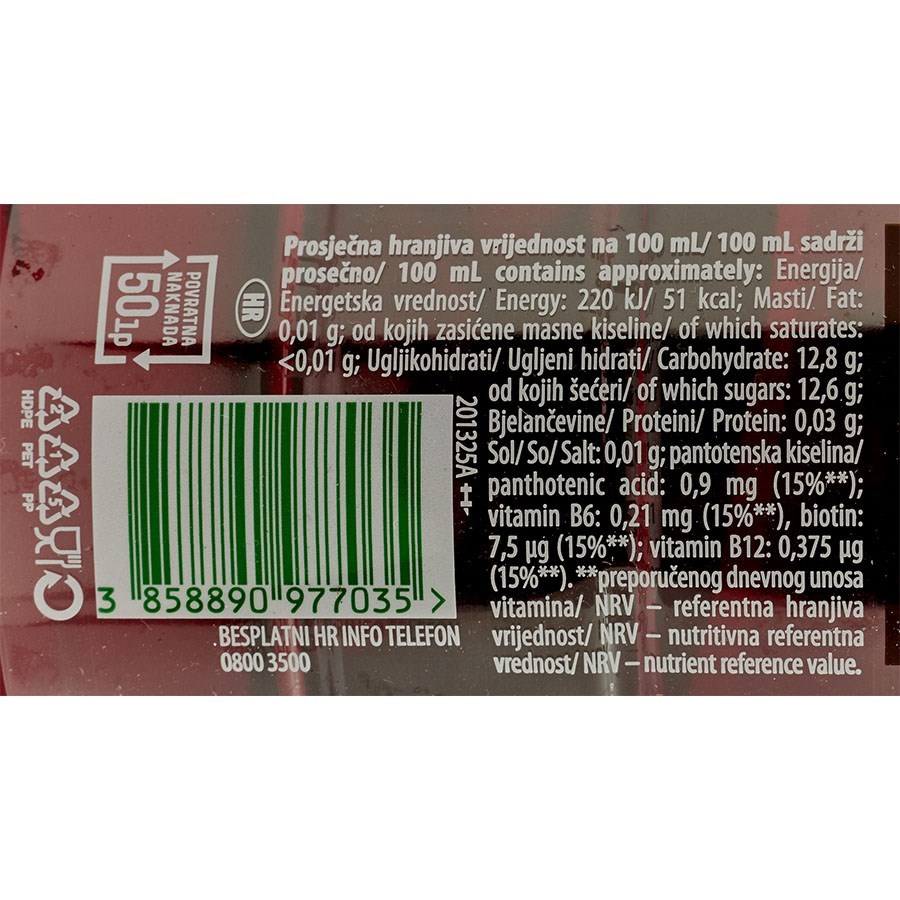 Prosječna hranjiva vrijednost na 100 mL/ 100 mL sadrži
prosečno/ 100 mL contains approximately: Energija/
Energetska vrednost/ Energy: 220 kJ/ 51 kcal; Masti/ Fat:
0,01 g; od kojih zasićene masne kiseline/ of which saturates:
<0,01 g; Ugljikohidrati/ Ugljeni hidrati/ Carbohydrate: 12,8 g;
od kojih šećeri/ of which sugars: 12,6 g;
Bjelančevine/ Proteini/ Protein: 0,03 g;
Sol/ So/ Salt: 0,01 g; pantotenska kiselina/
panthotenic acid: 0,9 mg (15%**);
vitamin B6: 0,21 mg (15%**), biotin:
7,5 µg (15%**); vitamin B12: 0,375 µg
(15%**). **preporučenog dnevnog unosa
vitamina/ NRV – referentna hranjiva
vrijednost/ NRV – nutritivna referentna
vrednost/ NRV – nutrient reference value.
POVRATNA
NAKNADA
50 lp
HR
2 1 5
HDPE PET PP
201325A
3 858890 977035 >
BESPLATNI HR INFO TELEFON
0800 3500